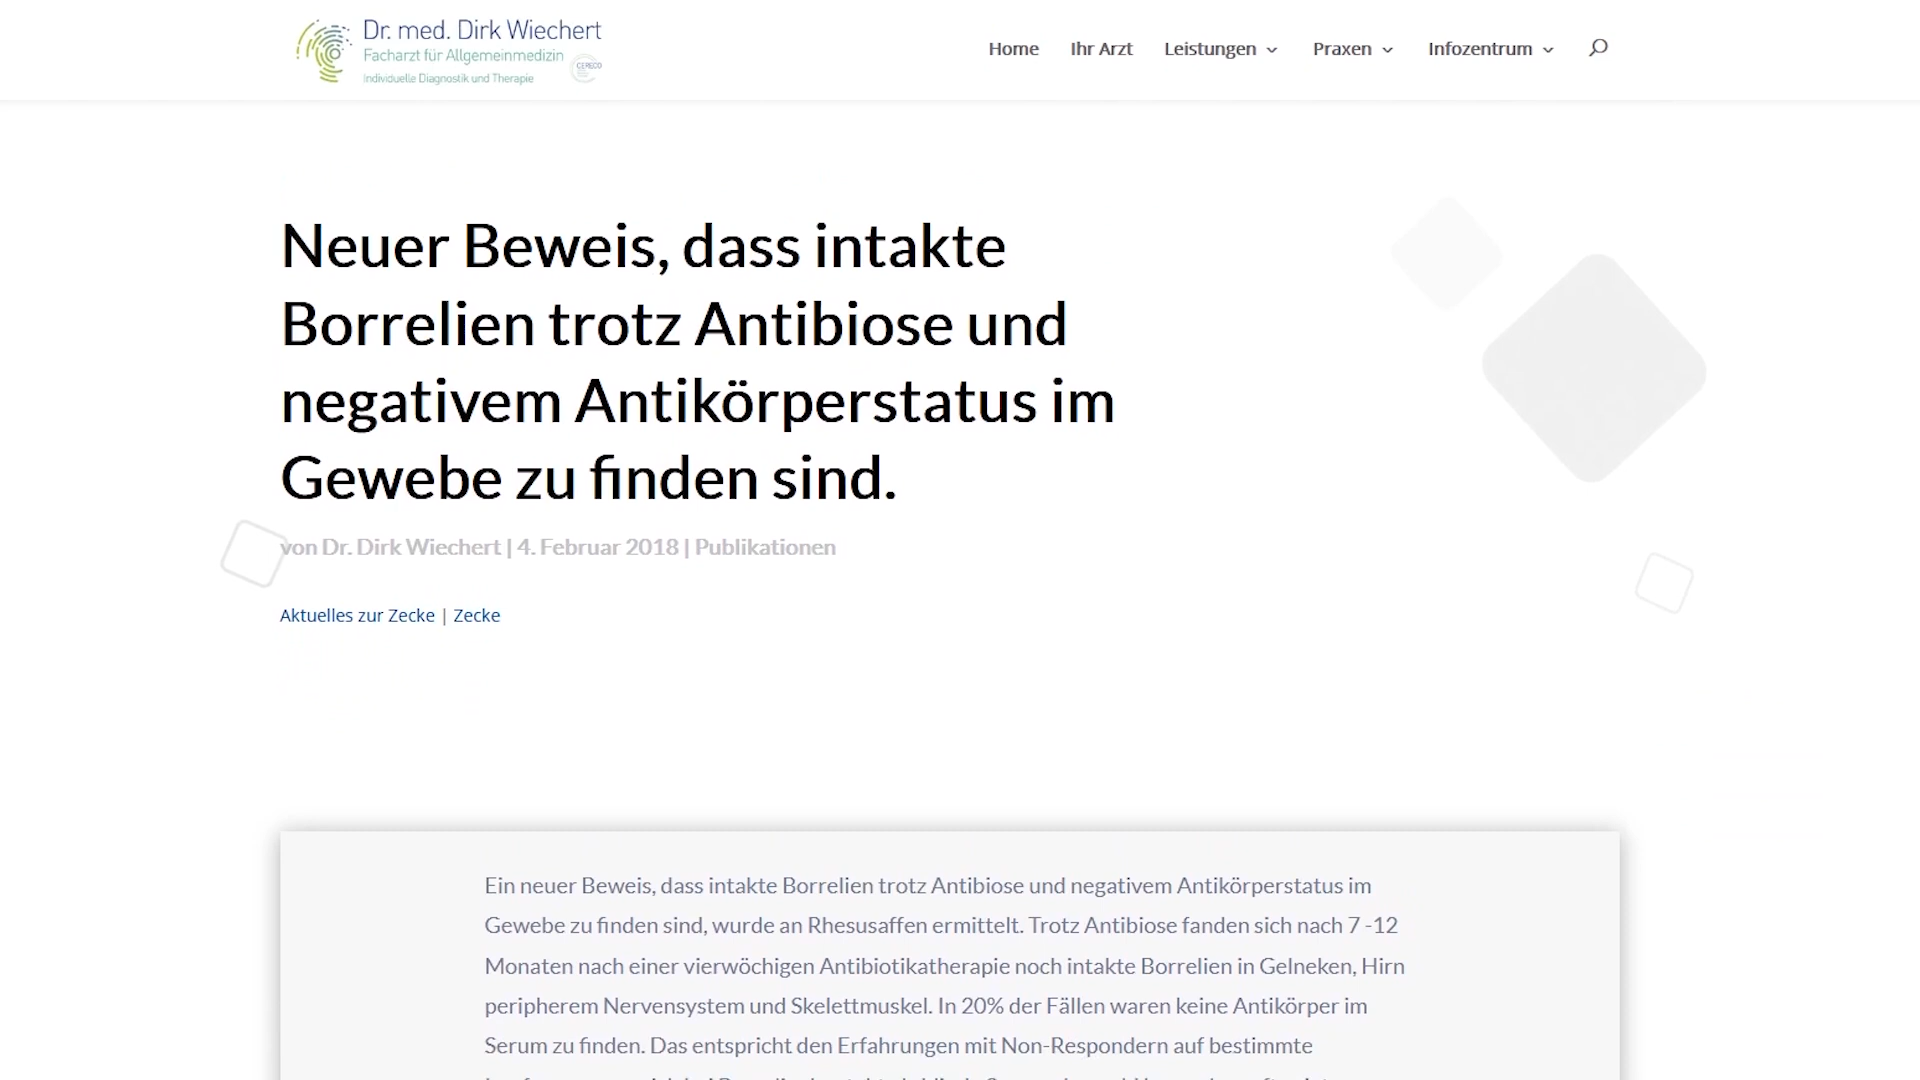 Dr. med. Dirk Wiechert
Facharzt für Allgemeinmedizin
Individuelle Diagnostik und Therapie
CERECO
Home Ihr Arzt Leistungen Praxen Infozentrum
Neuer Beweis, dass intakte
Borrelien trotz Antibiose und
negativem Antikörperstatus im
Gewebe zu finden sind.
von Dr. Dirk Wiechert | 4. Februar 2018 | Publikationen
Aktuelles zur Zecke | Zecke
Ein neuer Beweis, dass intakte Borrelien trotz Antibiose und negativem Antikörperstatus im
Gewebe zu finden sind, wurde an Rhesusaffen ermittelt. Trotz Antibiose fanden sich nach 7 -12
Monaten nach einer vierwöchigen Antibiotikatherapie noch intakte Borrelien in Gelneken, Hirn
peripherem Nervensystem und Skelettmuskel. In 20% der Fällen waren keine Antikörper im
Serum zu finden. Das entspricht den Erfahrungen mit Non-Respondern auf bestimmte